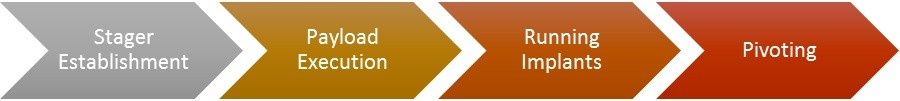 Stager
Establishment
Payload
Execution
Running
Implants
Pivoting